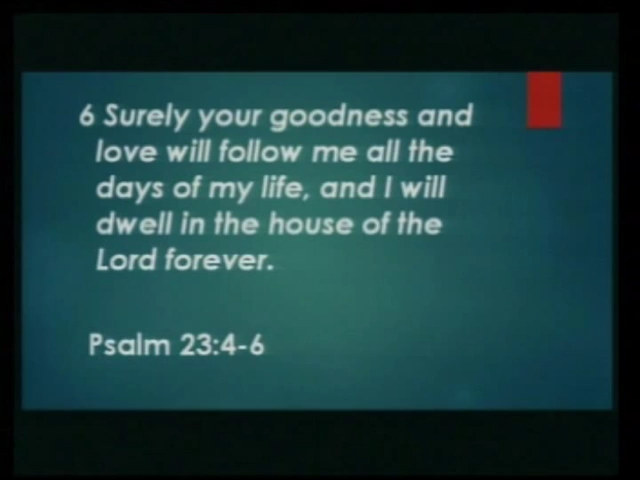 6 Surely your goodness and
love will follow me all the
days of my life, and I will
dwell in the house of the
Lord forever.
Psalm 23:4-6